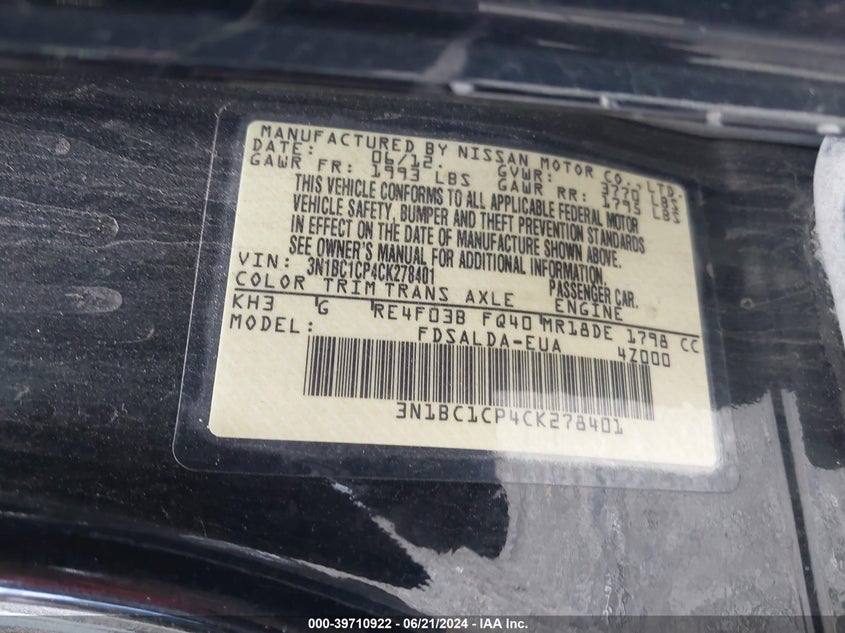 MANUFACTURED BY NISSAN MOTOR CO., LTD.
DATE: 06/12. GVWR: 3770 LBS
GAWR FR: 1993 LBS GAWR RR: 1795 LBS
THIS VEHICLE CONFORMS TO ALL APPLICABLE FEDERAL MOTOR
VEHICLE SAFETY, BUMPER AND THEFT PREVENTION STANDARDS
IN EFFECT ON THE DATE OF MANUFACTURE SHOWN ABOVE.
SEE OWNER'S MANUAL FOR ADDITIONAL INFORMATION.
VIN: 3N1BC1CP4CK278401 PASSENGER CAR.
COLOR TRIM TRANS AXLE ENGINE
KH3 G RE4F03B FQ40 MR18DE 1798 CC
MODEL: FDSALDA-EUA 4Z000
3N1BC1CP4CK278401
000-39710922 - 06/21/2024 - IAA Inc.